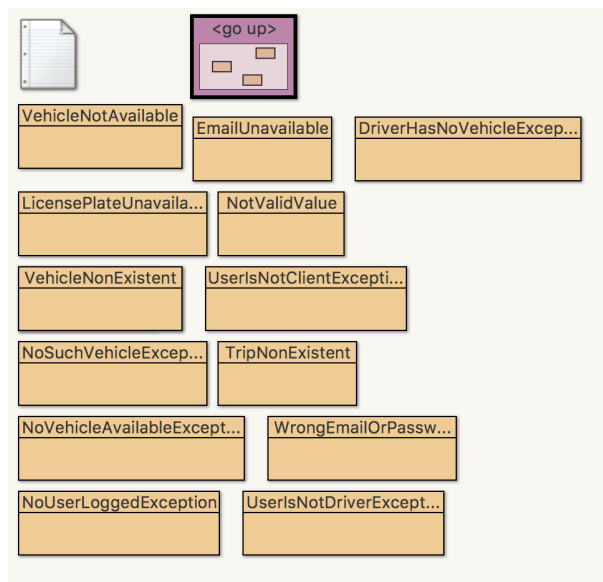 <go up>
VehicleNotAvailable
EmailUnavailable
DriverHasNoVehicleExcep...
LicensePlateUnavaila...
NotValidValue
VehicleNonExistent
UserIsNotClientExcepti...
NoSuchVehicleExcep...
TripNonExistent
NoVehicleAvailableExcept...
WrongEmailOrPassw...
NoUserLoggedException
UserIsNotDriverExcept...